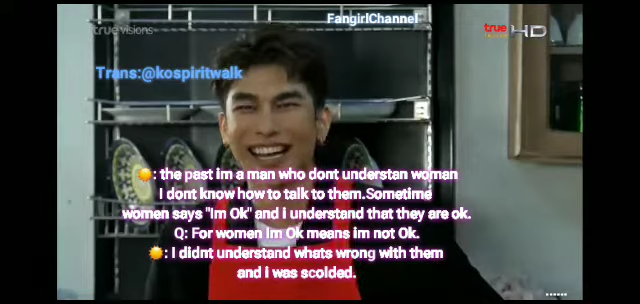 FangirlChannel
true visions
true
HD
Trans:@kospiritwalk
☀️: the past im a man who dont understan woman
I dont know how to talk to them.Sometime
women says "Im Ok" and i understand that they are ok.
Q: For women Im Ok means im not Ok.
☀️: I didnt understand whats wrong with them
and i was scolded.